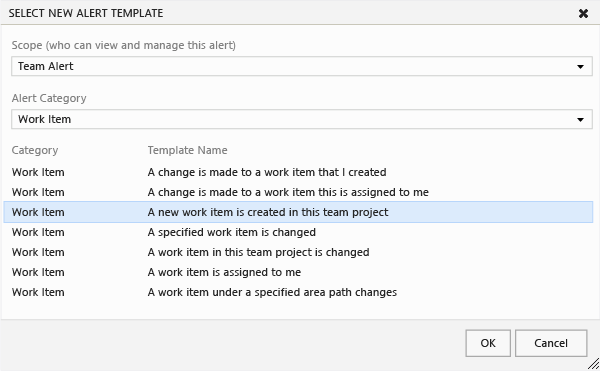 SELECT NEW ALERT TEMPLATE
Scope (who can view and manage this alert)
Team Alert
Alert Category
Work Item
Category Template Name
Work Item A change is made to a work item that I created
Work Item A change is made to a work item this is assigned to me
Work Item A new work item is created in this team project
Work Item A specified work item is changed
Work Item A work item in this team project is changed
Work Item A work item is assigned to me
Work Item A work item under a specified area path changes
OK Cancel